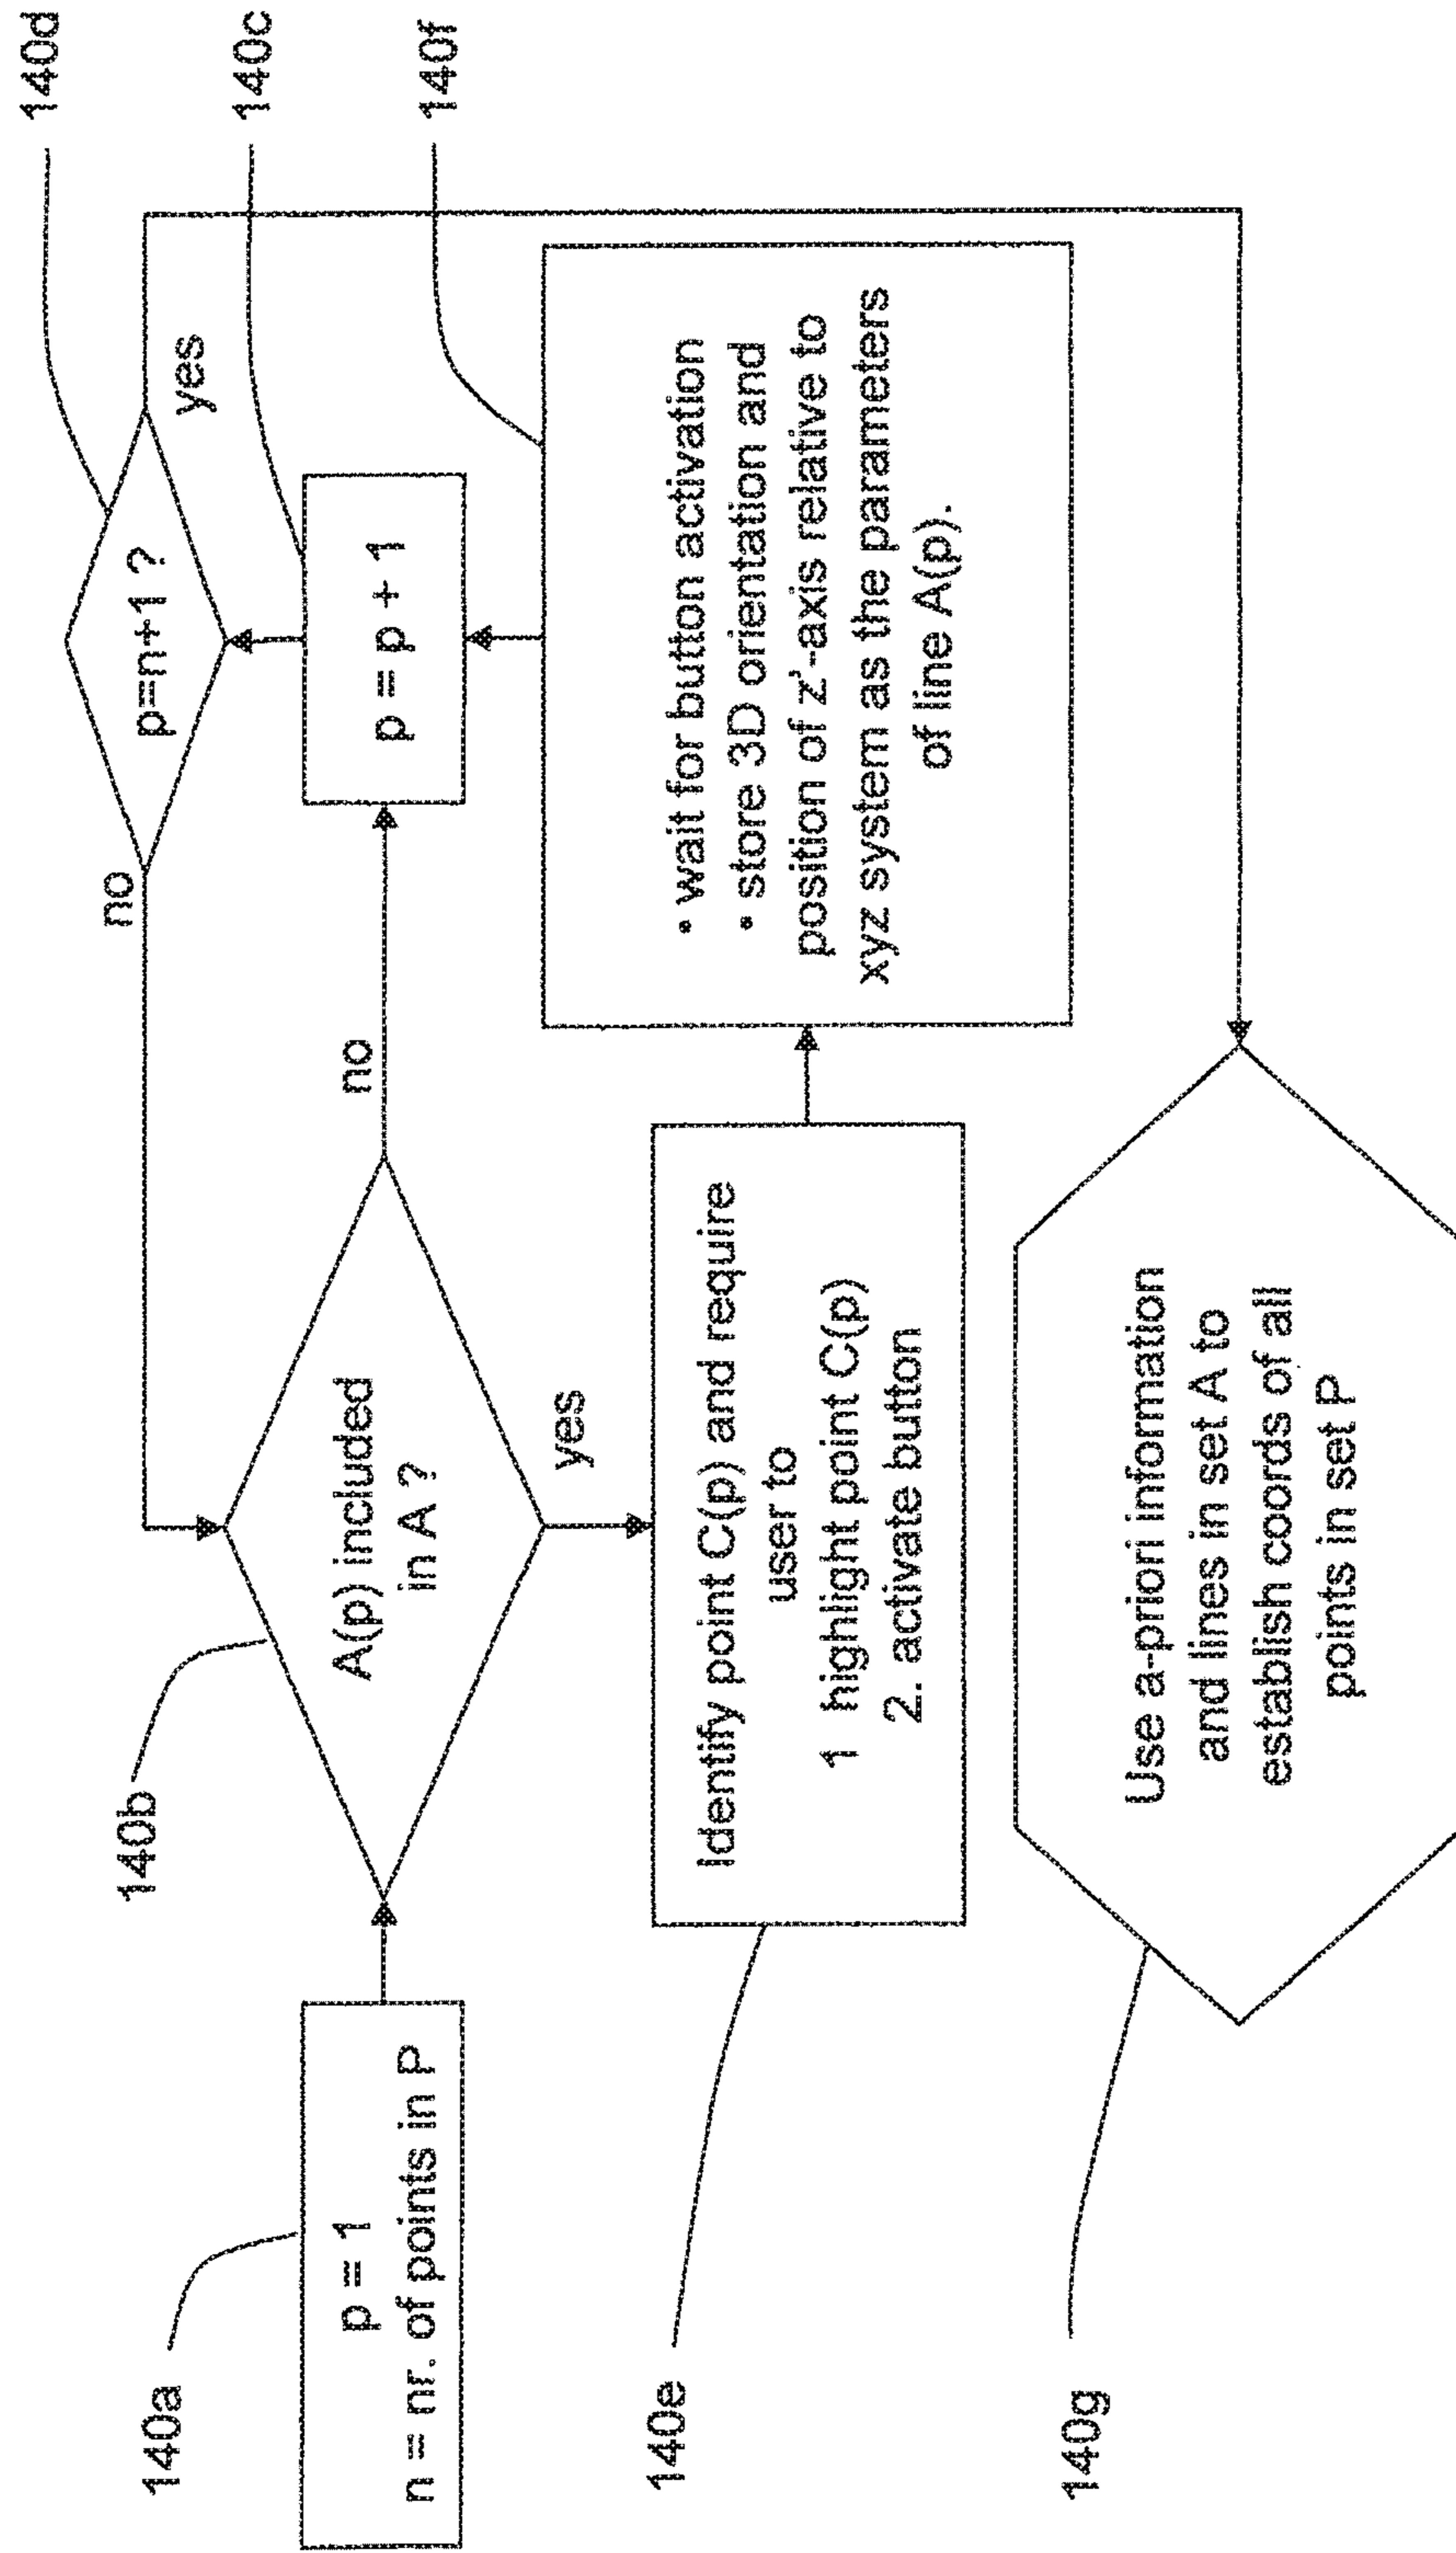 140a
p = 1
n = nr. of points in P
140b
A(p) included
in A ?
no
yes
140c
p = p + 1
140d
p=n+1 ?
no
yes
140e
Identify point C(p) and require
user to
1 highlight point C(p)
2. activate button
140f
• wait for button activation
• store 3D orientation and
position of z'-axis relative to
xyz system as the parameters
of line A(p).
140g
Use a-priori information
and lines in set A to
establish coords of all
points in set P